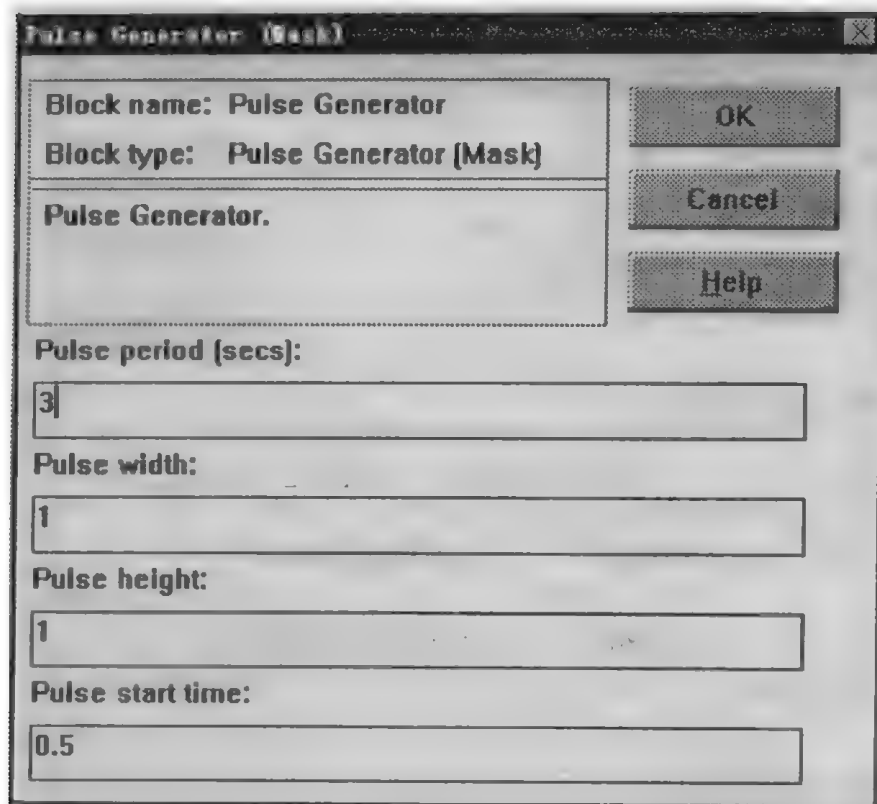 Pulse Generator (Mask)
Block name: Pulse Generator
Block type: Pulse Generator (Mask)
OK
Cancel
Help
Pulse Generator.
Pulse period (secs):
3
Pulse width:
1
Pulse height:
1
Pulse start time:
0.5